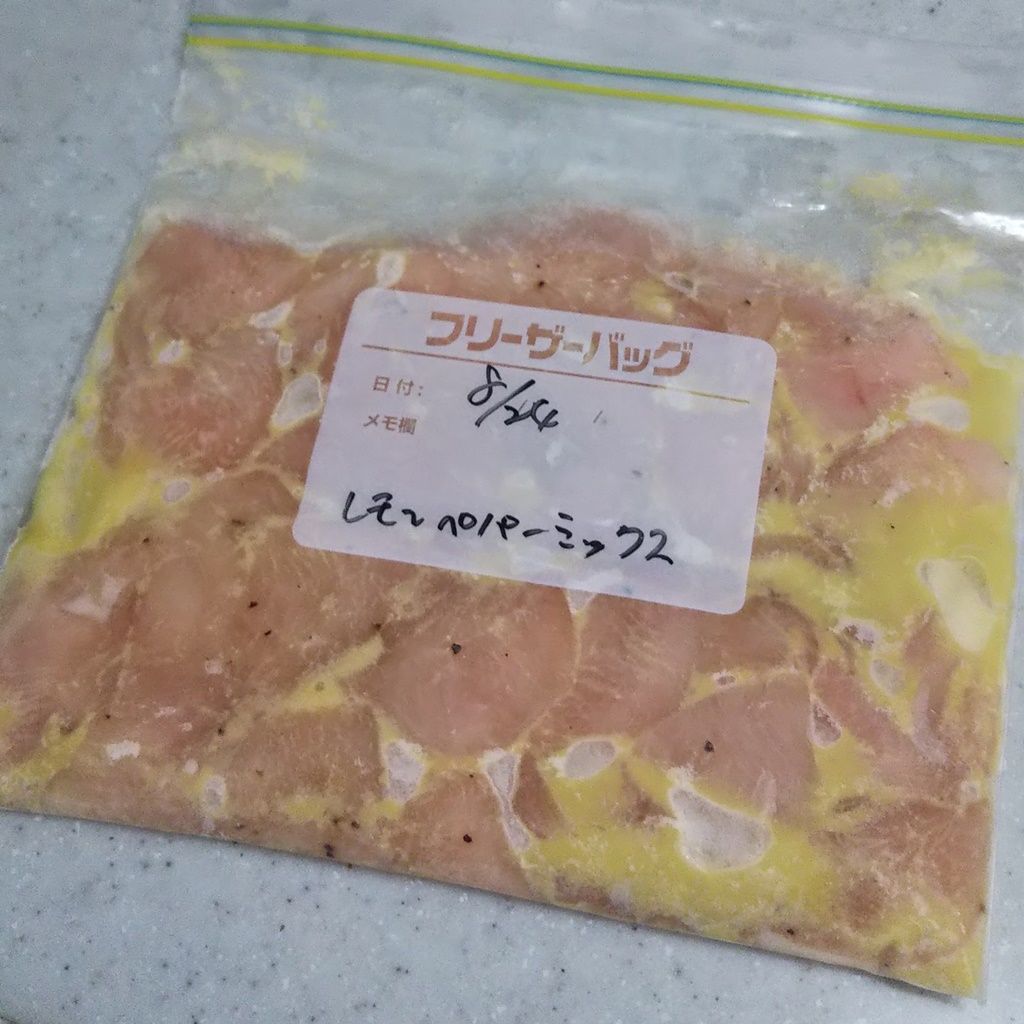 フリーザーバッグ
日付: 8/24
メモ欄
レモンペパーミックス